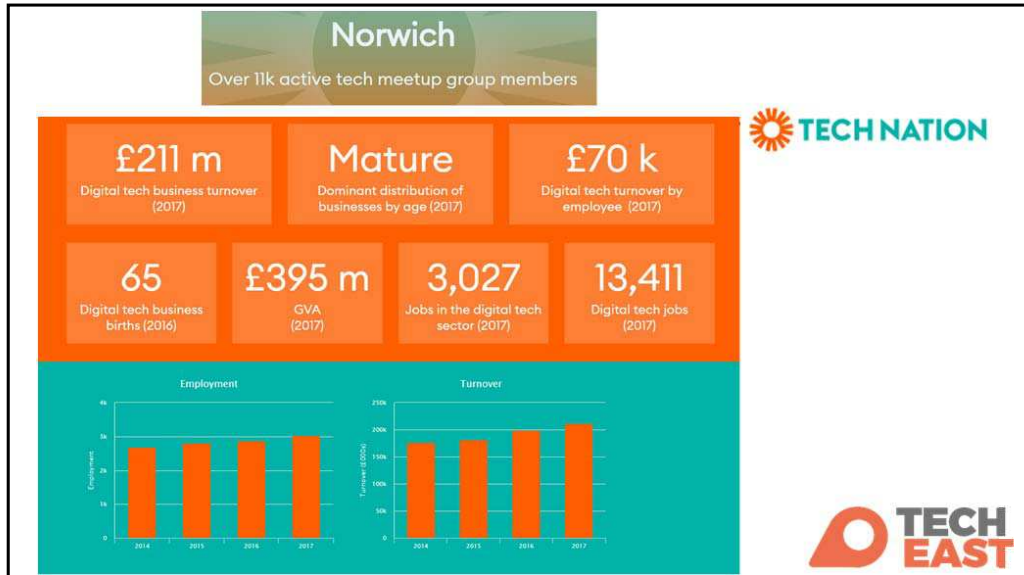 Norwich
Over 11k active tech meetup group members
TECH NATION
£211 m
Digital tech business turnover
(2017)
Mature
Dominant distribution of
businesses by age (2017)
£70 k
Digital tech turnover by
employee (2017)
65
Digital tech business
births (2016)
£395 m
GVA
(2017)
3,027
Jobs in the digital tech
sector (2017)
13,411
Digital tech jobs
(2017)
Employment
4k
3k
2k
1k
0
Employment
2014
2015
2016
2017
Turnover
250k
200k
150k
100k
50k
0
Turnover (£000s)
2014
2015
2016
2017
TECH
EAST